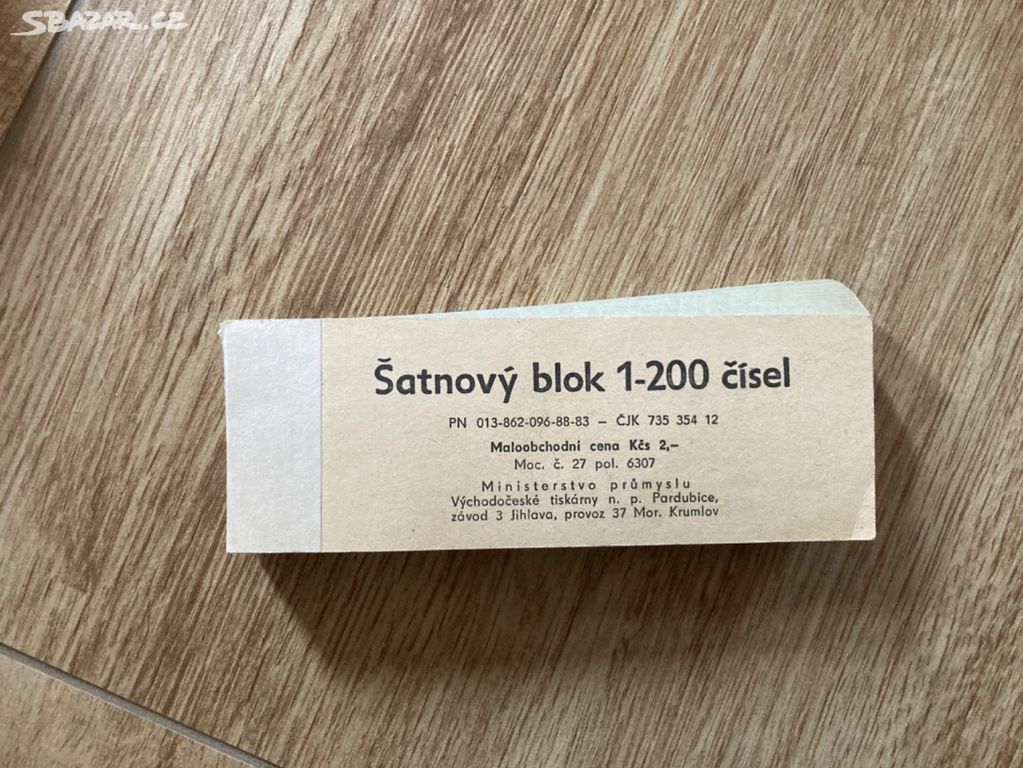 SBAZAR.CZ
Šatnový blok 1-200 čísel
PN 013-862-096-88-83 – ČJK 735 354 12
Maloobchodní cena Kčs 2,–
Moc. č. 27 pol. 6307
Ministerstvo průmyslu
Východočeské tiskárny n. p. Pardubice,
závod 3 Jihlava, provoz 37 Mor. Krumlov